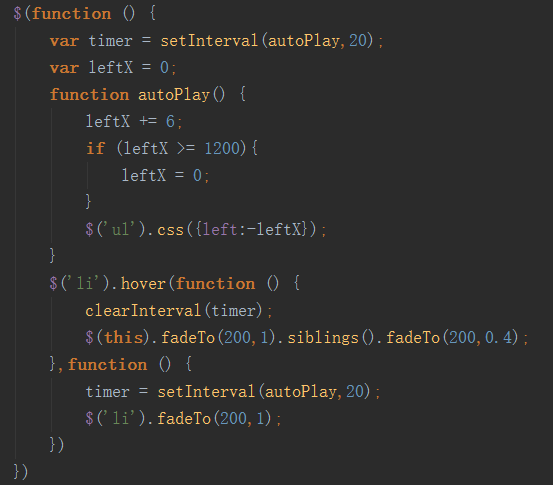 $(function () {
    var timer = setInterval(autoPlay,20);
    var leftX = 0;
    function autoPlay() {
        leftX += 6;
        if (leftX >= 1200){
            leftX = 0;
        }
        $('ul').css({left:-leftX});
    }
    $('li').hover(function () {
        clearInterval(timer);
        $(this).fadeTo(200,1).siblings().fadeTo(200,0.4);
    },function () {
        timer = setInterval(autoPlay,20);
        $('li').fadeTo(200,1);
    })
})